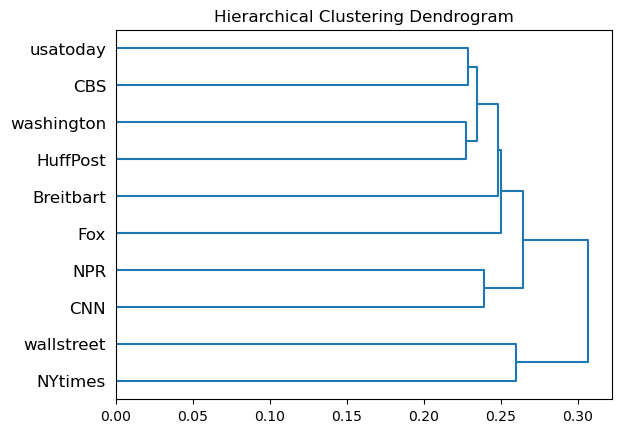 Hierarchical Clustering Dendrogram
usatoday
CBS
washington
HuffPost
Breitbart
Fox
NPR
CNN
wallstreet
NYtimes
0.00 0.05 0.10 0.15 0.20 0.25 0.30